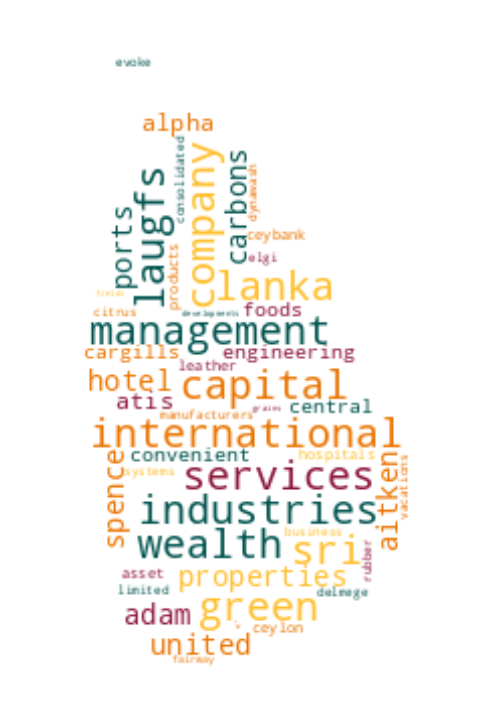 evoke
alpha
consolidated
company
carbons
dynawash
laugfs
ports
ceybank
elgi
products
lanka
fields
citrus
developments
foods
management
cargills
engineering
leather
hotel
capital
atis
grains
central
manufacturers
international
convenient
hospitals
spence
systems
services
aitken
vacations
industries
business
wealth
sri
rubber
asset
properties
limited
delmege
adam
green
ceylon
united
fairway